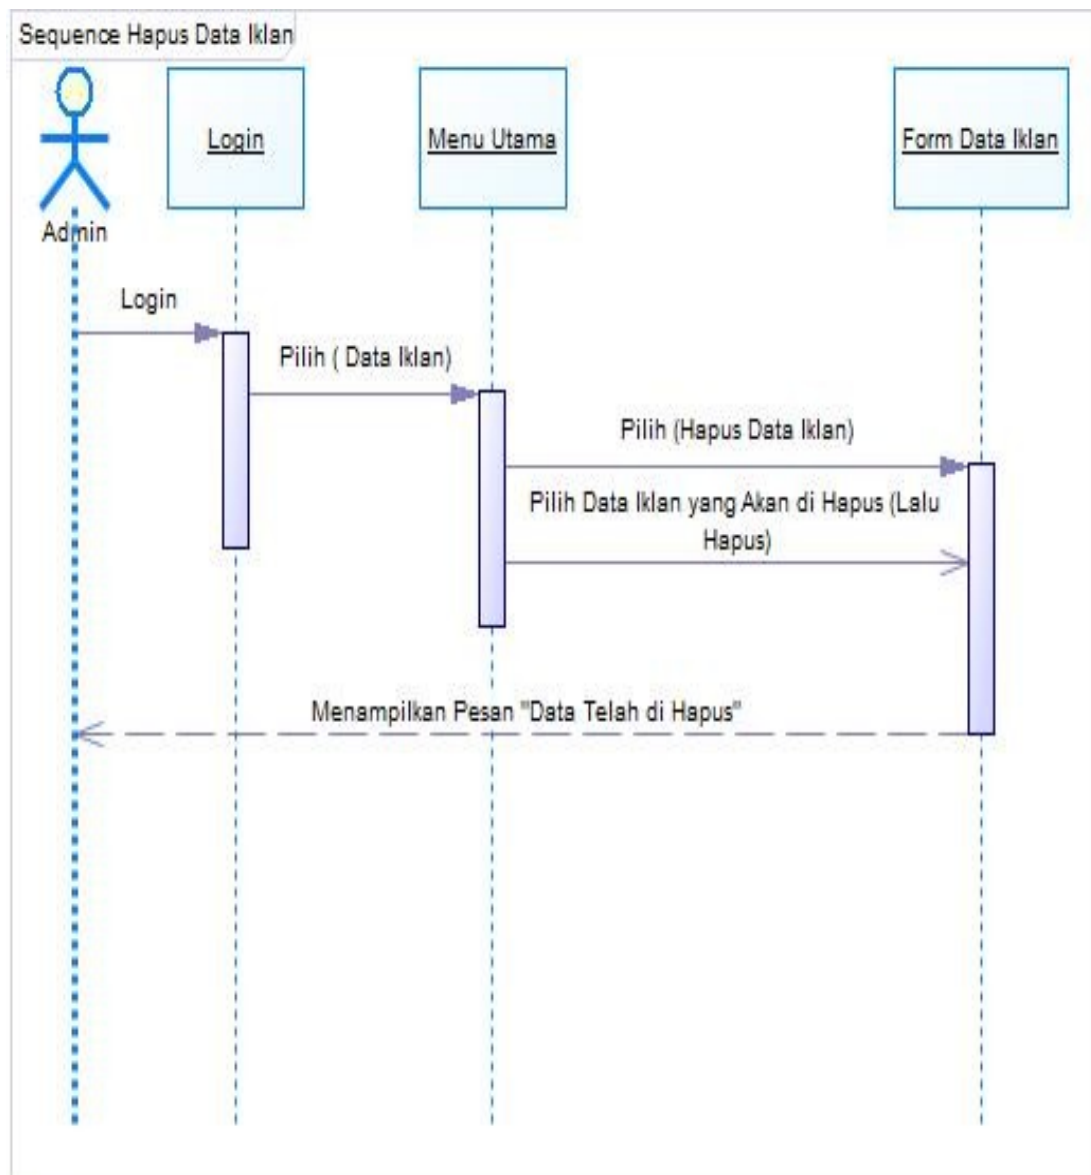 Sequence Hapus Data Iklan
Login
Menu Utama
Form Data Iklan
Admin
Login
Pilih ( Data Iklan)
Pilih (Hapus Data Iklan)
Pilih Data Iklan yang Akan di Hapus (Lalu
Hapus)
Menampilkan Pesan "Data Telah di Hapus"